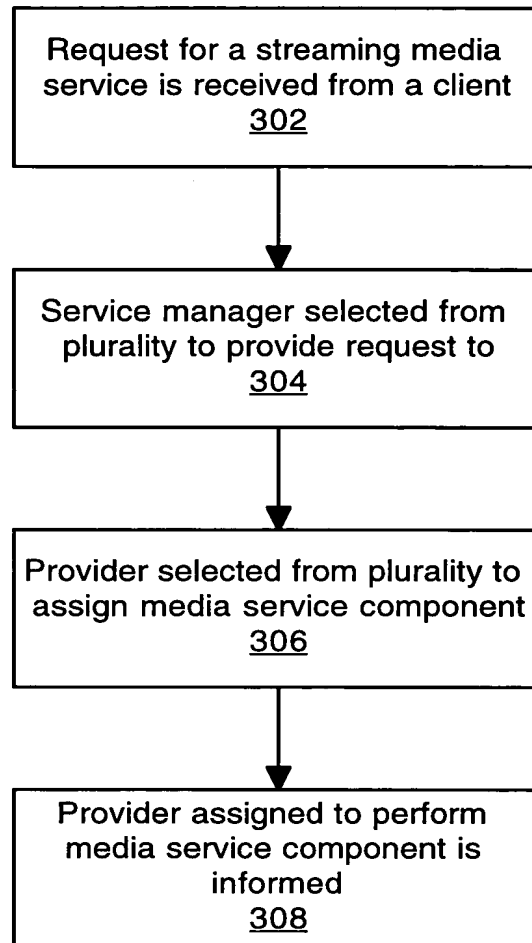 Request for a streaming media
service is received from a client
302
Service manager selected from
plurality to provide request to
304
Provider selected from plurality to
assign media service component
306
Provider assigned to perform
media service component is
informed
308